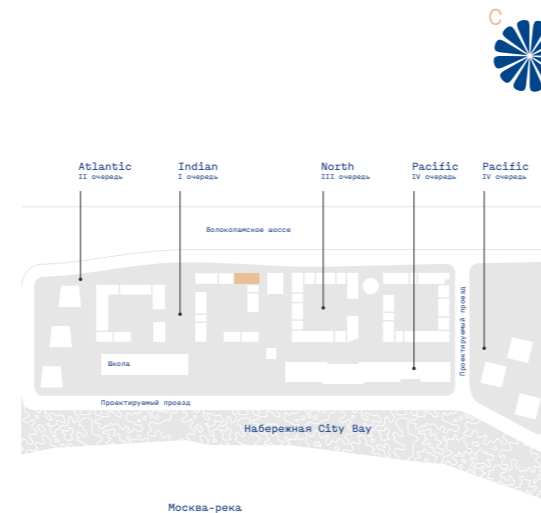 С
Atlantic
II очередь
Indian
I очередь
North
III очередь
Pacific
IV очередь
Pacific
IV очередь
Волоколамское шоссе
Проектируемый проезд
Школа
Проектируемый проезд
Набережная City Bay
Москва-река